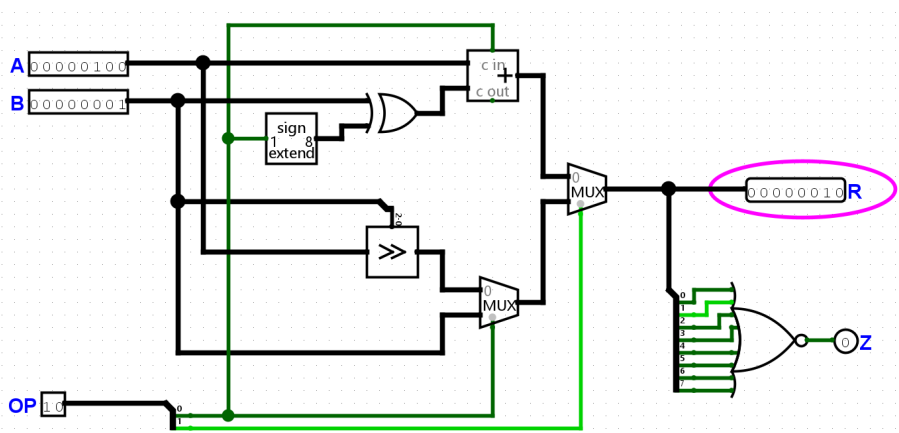 A 00000100
c in
+
c out
B 00000001
sign
1 8
extend
0
MUX
00000010 R
2-0
>>
0
MUX
0
1
2
3
4
5
6
7
0 Z
OP 10
0
1